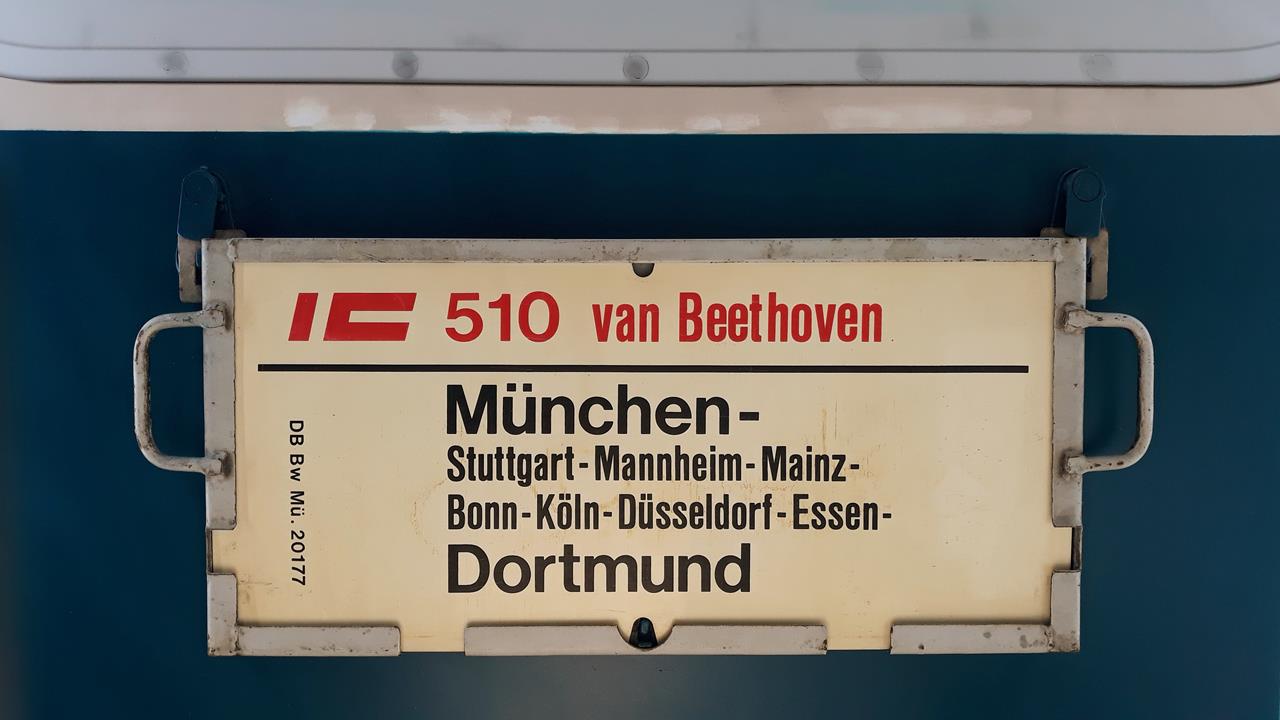 IC 510 van Beethoven
München-
Stuttgart-Mannheim-Mainz-
Bonn-Köln-Düsseldorf-Essen-
Dortmund
DB Bw Mü. 20177